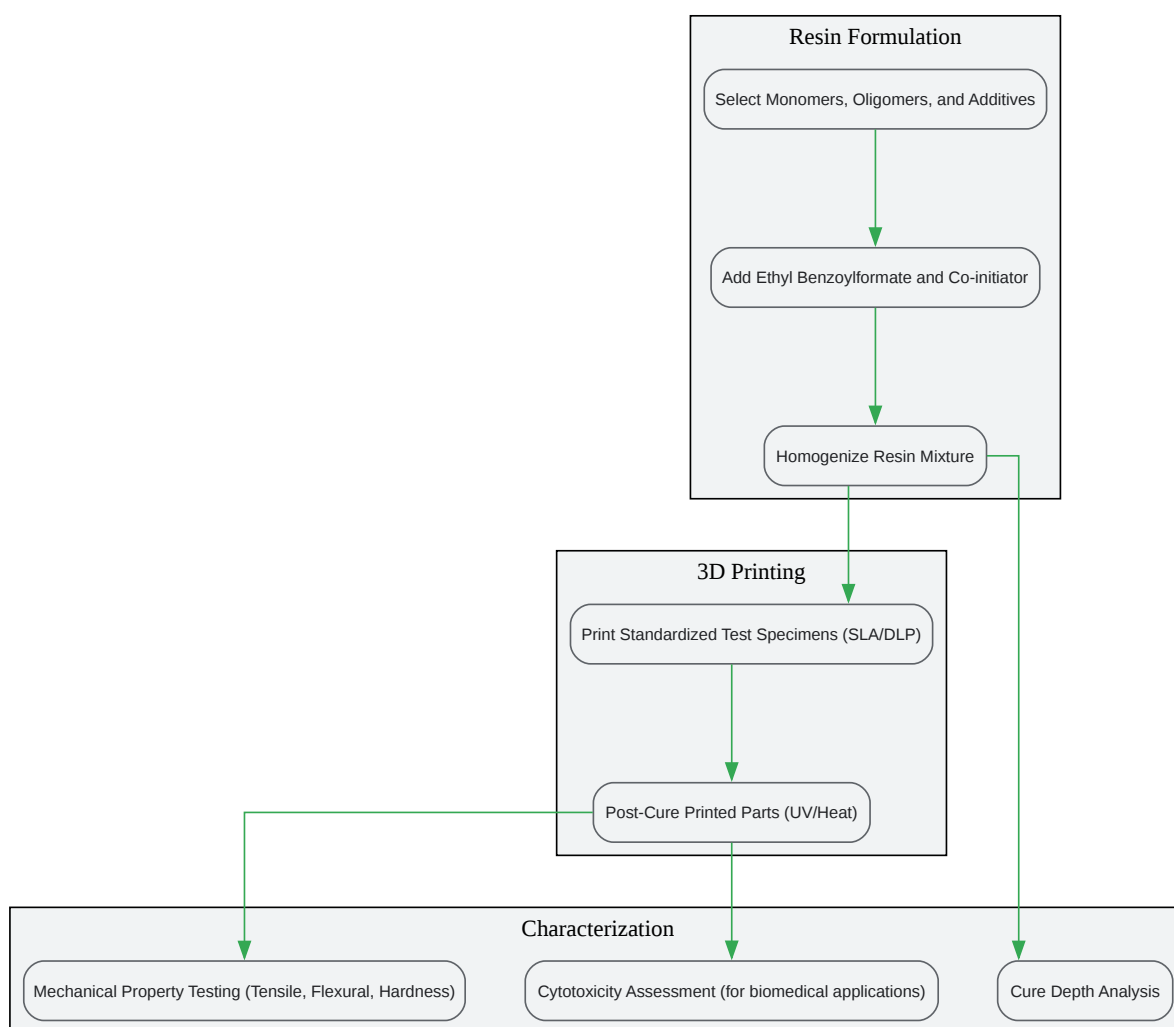 Resin Formulation
Select Monomers, Oligomers, and Additives
Add Ethyl Benzoylformate and Co-initiator
Homogenize Resin Mixture
3D Printing
Print Standardized Test Specimens (SLA/DLP)
Post-Cure Printed Parts (UV/Heat)
Characterization
Mechanical Property Testing (Tensile, Flexural, Hardness)
Cytotoxicity Assessment (for biomedical applications)
Cure Depth Analysis